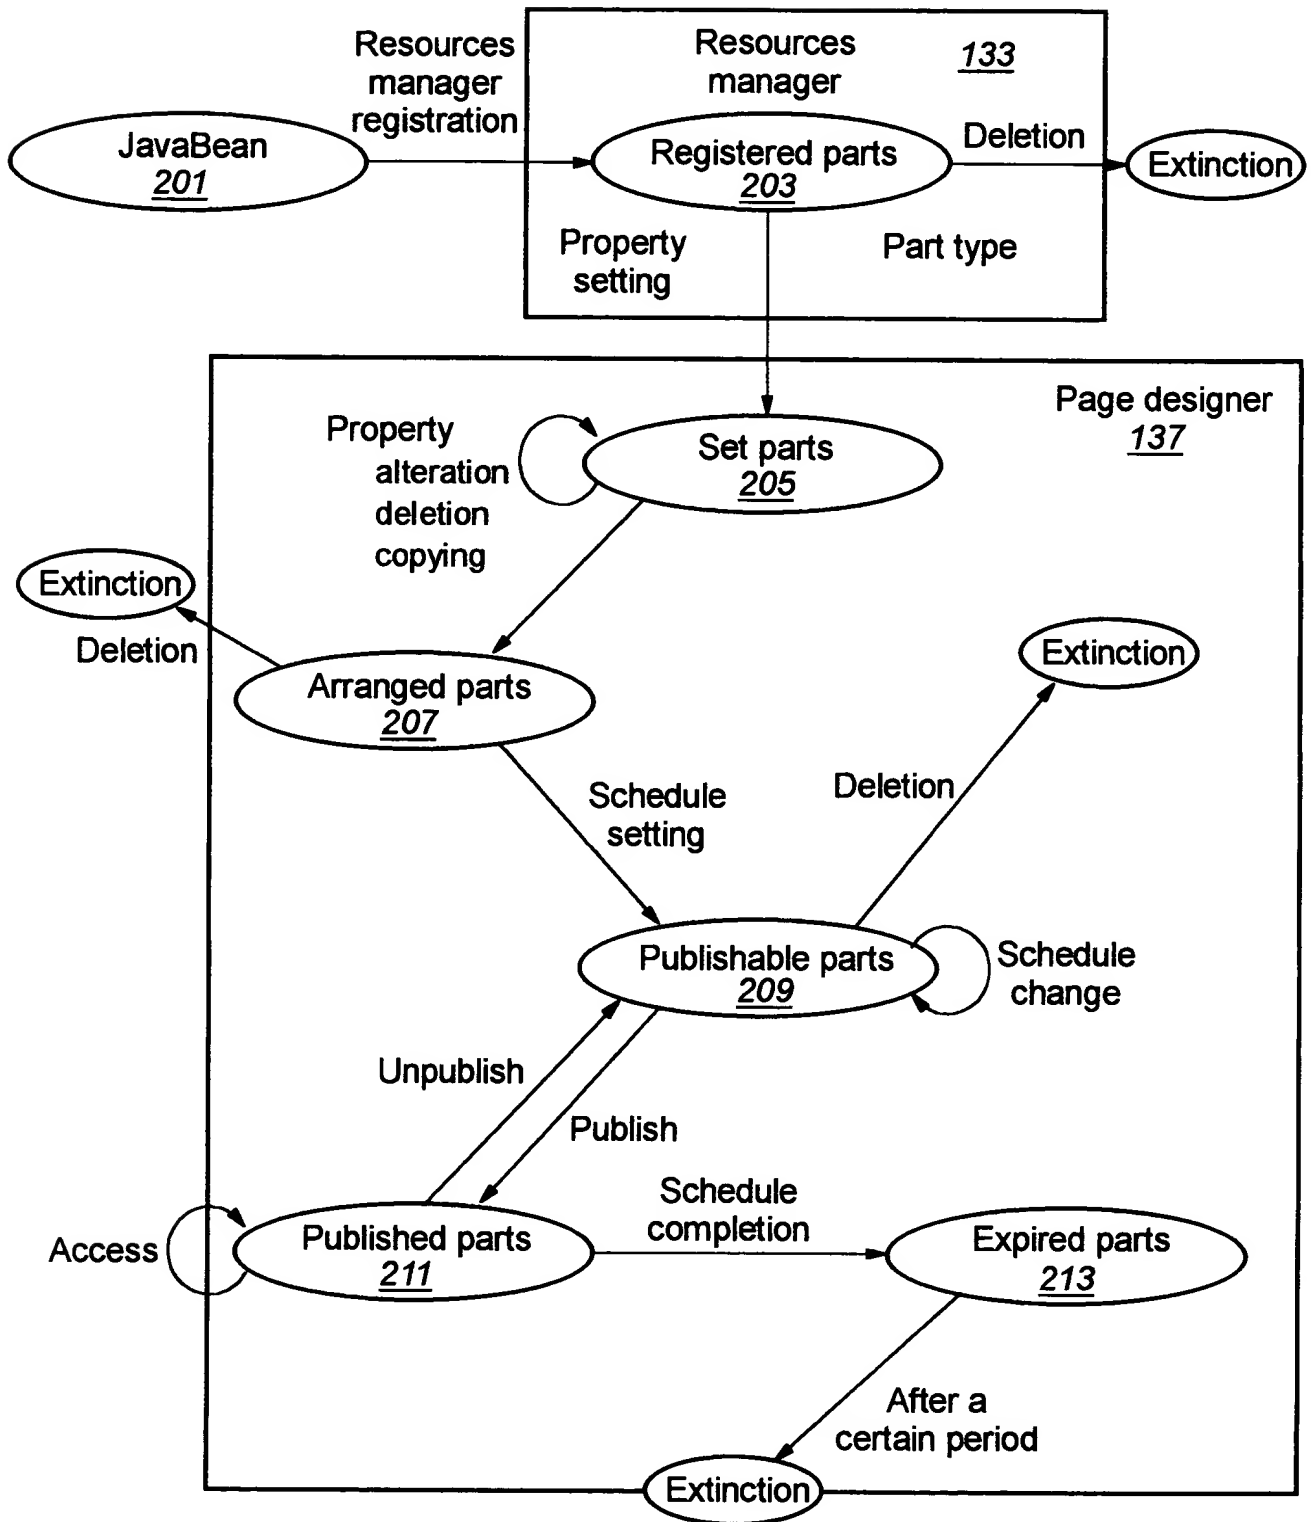 Resources
manager
registration
Resources
manager
133
JavaBean
201
Registered parts
203
Deletion
Extinction
Property
setting
Part type
Page designer
137
Property
alteration
deletion
copying
Set parts
205
Extinction
Deletion
Arranged parts
207
Extinction
Schedule
setting
Deletion
Publishable parts
209
Schedule
change
Unpublish
Publish
Access
Published parts
211
Schedule
completion
Expired parts
213
After a
certain period
Extinction